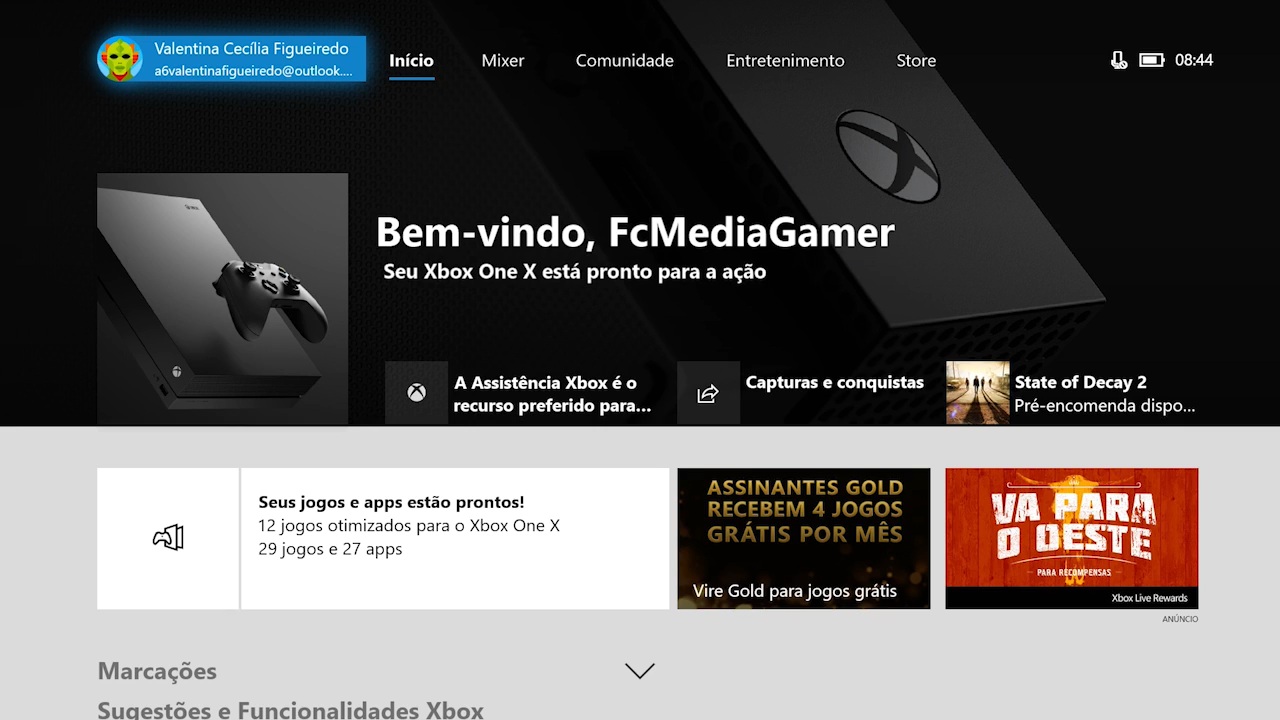 Valentina Cecília Figueiredo
a6valentinafigueiredo@outlook....
Início
Mixer
Comunidade
Entretenimento
Store
08:44
Bem-vindo, FcMediaGamer
Seu Xbox One X está pronto para a ação
A Assistência Xbox é o
recurso preferido para...
Capturas e conquistas
State of Decay 2
Pré-encomenda dispo...
Seus jogos e apps estão prontos!
12 jogos otimizados para o Xbox One X
29 jogos e 27 apps
ASSINANTES GOLD
RECEBEM 4 JOGOS
GRÁTIS POR MÊS
Vire Gold para jogos grátis
VA PARA
O OESTE
PARA RECOMPENSAS
Xbox Live Rewards
ANÚNCIO
Marcações
Sugestões e Funcionalidades Xbox